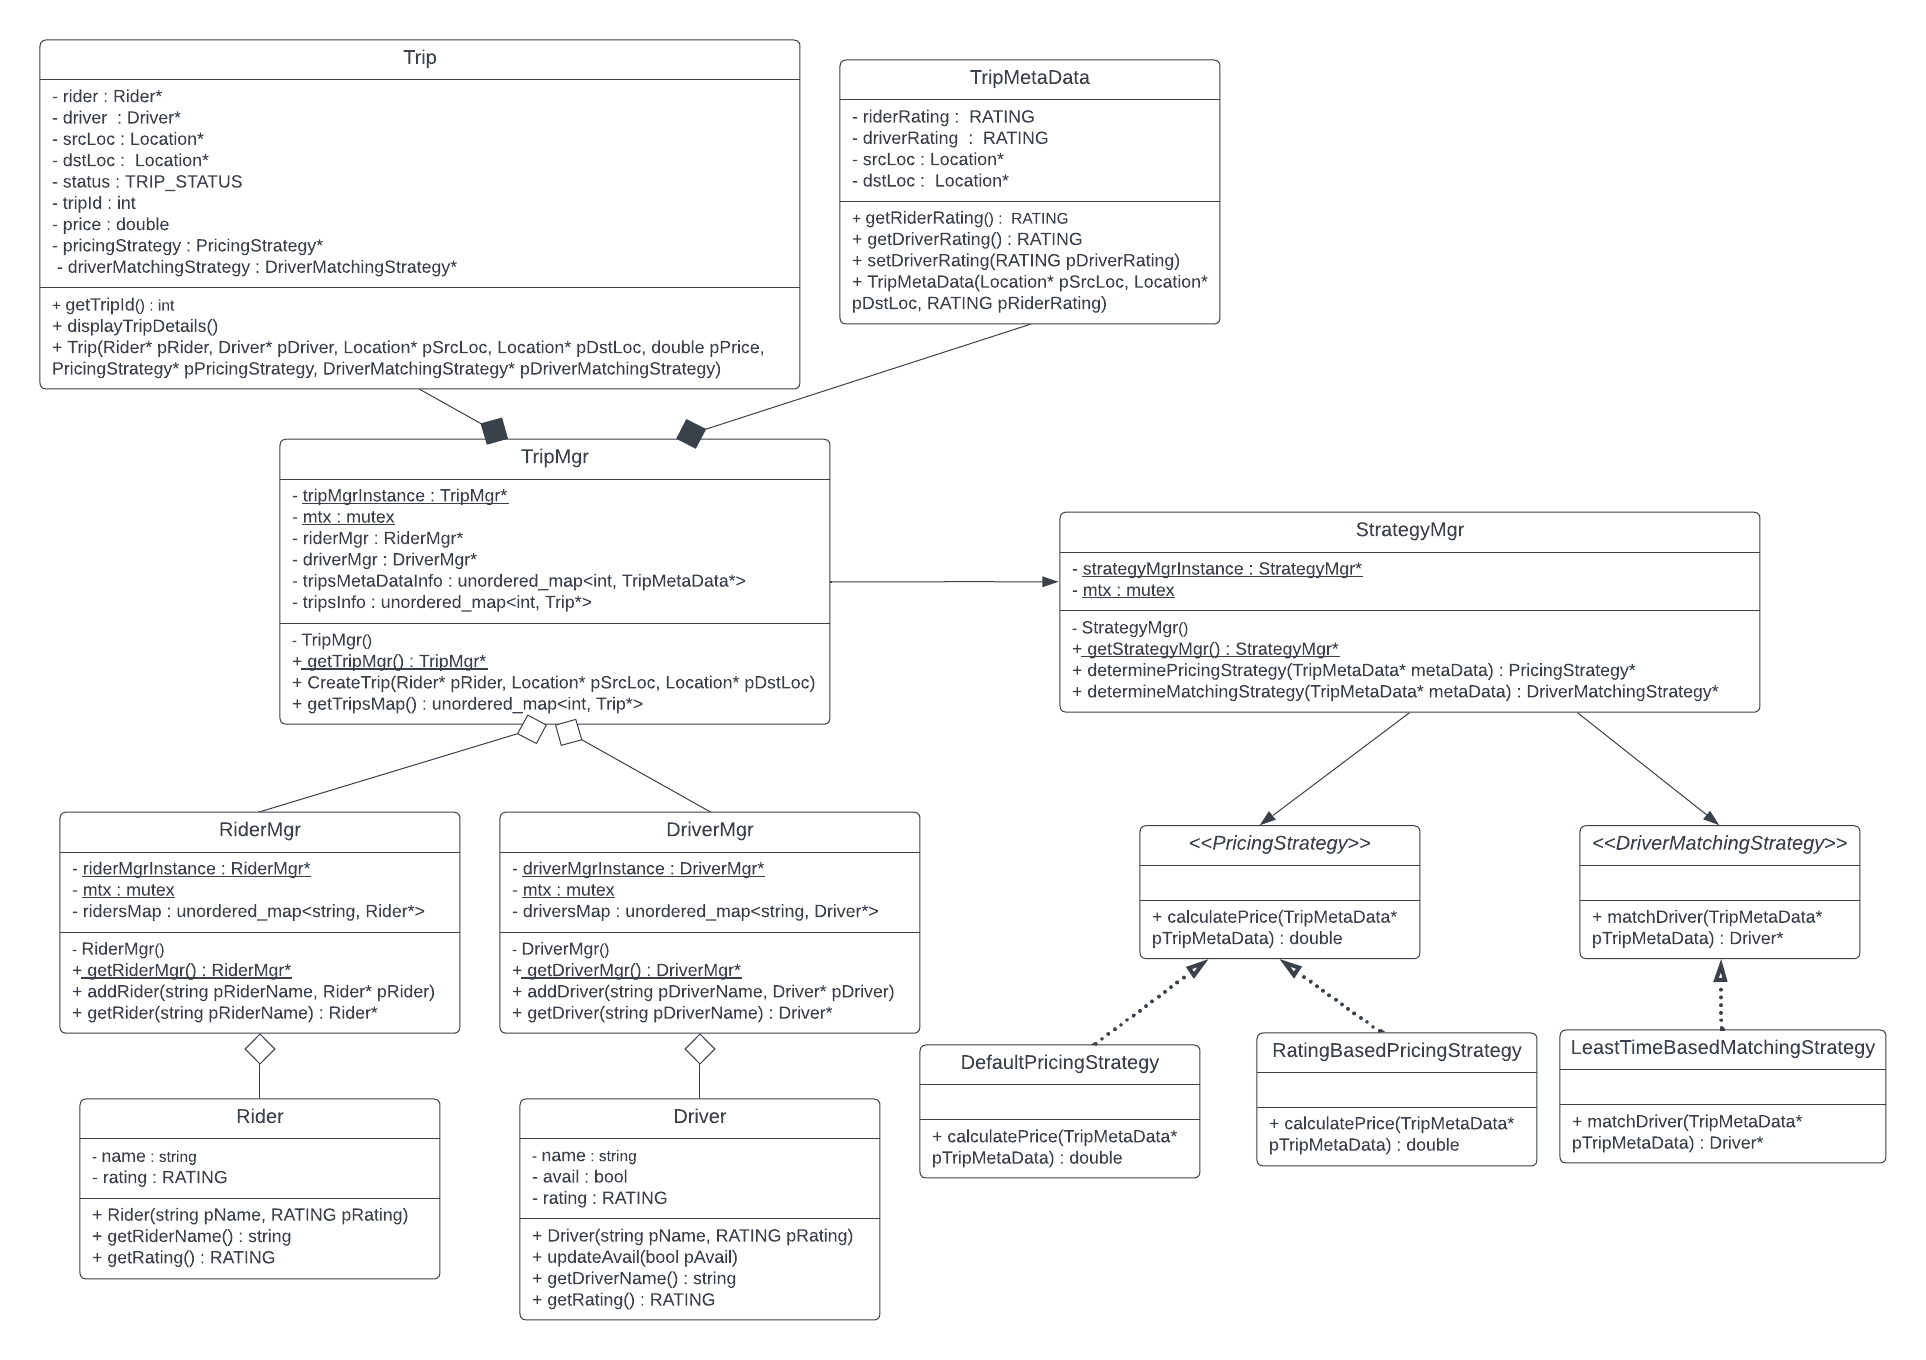 Trip
- rider : Rider*
- driver  : Driver*
- srcLoc : Location*
- dstLoc :  Location*
- status : TRIP_STATUS
- tripId : int
- price : double
- pricingStrategy : PricingStrategy*
- driverMatchingStrategy : DriverMatchingStrategy*
+ getTripId() : int
+ displayTripDetails()
+ Trip(Rider* pRider, Driver* pDriver, Location* pSrcLoc, Location* pDstLoc, double pPrice,
PricingStrategy* pPricingStrategy, DriverMatchingStrategy* pDriverMatchingStrategy)
TripMetaData
- riderRating :  RATING
- driverRating  :  RATING
- srcLoc : Location*
- dstLoc :  Location*
+ getRiderRating() :  RATING
+ getDriverRating() : RATING
+ setDriverRating(RATING pDriverRating)
+ TripMetaData(Location* pSrcLoc, Location*
pDstLoc, RATING pRiderRating)
TripMgr
- tripMgrInstance : TripMgr*
- mtx : mutex
- riderMgr : RiderMgr*
- driverMgr : DriverMgr*
- tripsMetaDataInfo : unordered_map<int, TripMetaData*>
- tripsInfo : unordered_map<int, Trip*>
- TripMgr()
+ getTripMgr() : TripMgr*
+ CreateTrip(Rider* pRider, Location* pSrcLoc, Location* pDstLoc)
+ getTripsMap() : unordered_map<int, Trip*>
StrategyMgr
- strategyMgrInstance : StrategyMgr*
- mtx : mutex
- StrategyMgr()
+ getStrategyMgr() : StrategyMgr*
+ determinePricingStrategy(TripMetaData* metaData) : PricingStrategy*
+ determineMatchingStrategy(TripMetaData* metaData) : DriverMatchingStrategy*
RiderMgr
- riderMgrInstance : RiderMgr*
- mtx : mutex
- ridersMap : unordered_map<string, Rider*>
- RiderMgr()
+ getRiderMgr() : RiderMgr*
+ addRider(string pRiderName, Rider* pRider)
+ getRider(string pRiderName) : Rider*
DriverMgr
- driverMgrInstance : DriverMgr*
- mtx : mutex
- driversMap : unordered_map<string, Driver*>
- DriverMgr()
+ getDriverMgr() : DriverMgr*
+ addDriver(string pDriverName, Driver* pDriver)
+ getDriver(string pDriverName) : Driver*
<<PricingStrategy>>
+ calculatePrice(TripMetaData*
pTripMetaData) : double
<<DriverMatchingStrategy>>
+ matchDriver(TripMetaData*
pTripMetaData) : Driver*
Rider
- name : string
- rating : RATING
+ Rider(string pName, RATING pRating)
+ getRiderName() : string
+ getRating() : RATING
Driver
- name : string
- avail : bool
- rating : RATING
+ Driver(string pName, RATING pRating)
+ updateAvail(bool pAvail)
+ getDriverName() : string
+ getRating() : RATING
DefaultPricingStrategy
+ calculatePrice(TripMetaData*
pTripMetaData) : double
RatingBasedPricingStrategy
+ calculatePrice(TripMetaData*
pTripMetaData) : double
LeastTimeBasedMatchingStrategy
+ matchDriver(TripMetaData*
pTripMetaData) : Driver*